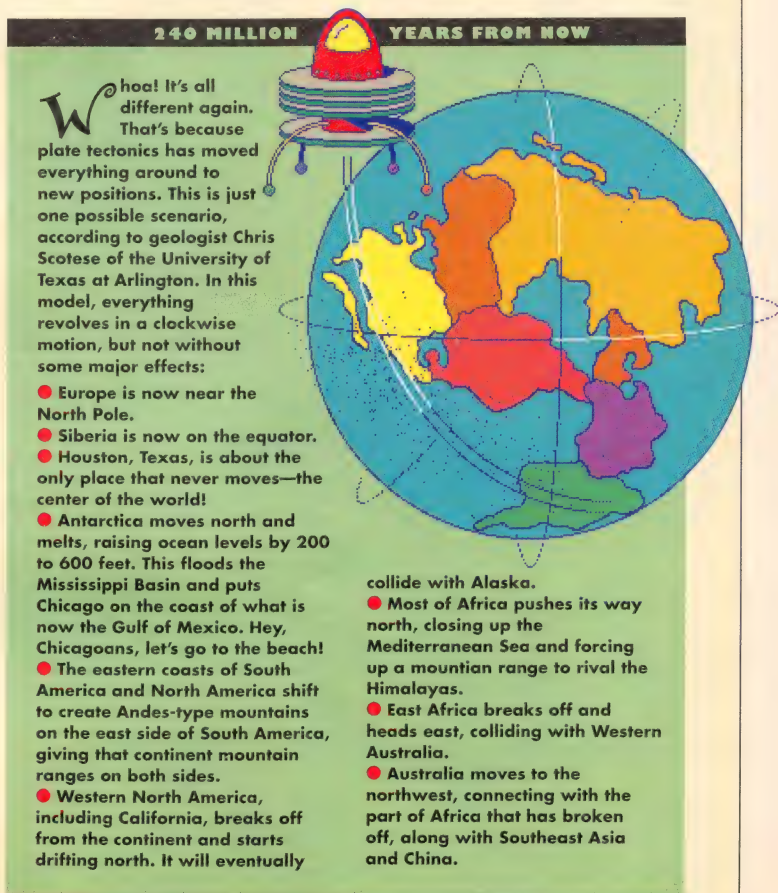 240 MILLION YEARS FROM NOW
Whoa! It's all
different again.
That's because
plate tectonics has moved
everything around to
new positions. This is just
one possible scenario,
according to geologist Chris
Scotese of the University of
Texas at Arlington. In this
model, everything
revolves in a clockwise
motion, but not without
some major effects:
● Europe is now near the
North Pole.
● Siberia is now on the equator.
● Houston, Texas, is about the
only place that never moves—the
center of the world!
● Antarctica moves north and
melts, raising ocean levels by 200
to 600 feet. This floods the
Mississippi Basin and puts
Chicago on the coast of what is
now the Gulf of Mexico. Hey,
Chicagoans, let's go to the beach!
● The eastern coasts of South
America and North America shift
to create Andes-type mountains
on the east side of South America,
giving that continent mountain
ranges on both sides.
● Western North America,
including California, breaks off
from the continent and starts
drifting north. It will eventually
collide with Alaska.
● Most of Africa pushes its way
north, closing up the
Mediterranean Sea and forcing
up a mountian range to rival the
Himalayas.
● East Africa breaks off and
heads east, colliding with Western
Australia.
● Australia moves to the
northwest, connecting with the
part of Africa that has broken
off, along with Southeast Asia
and China.